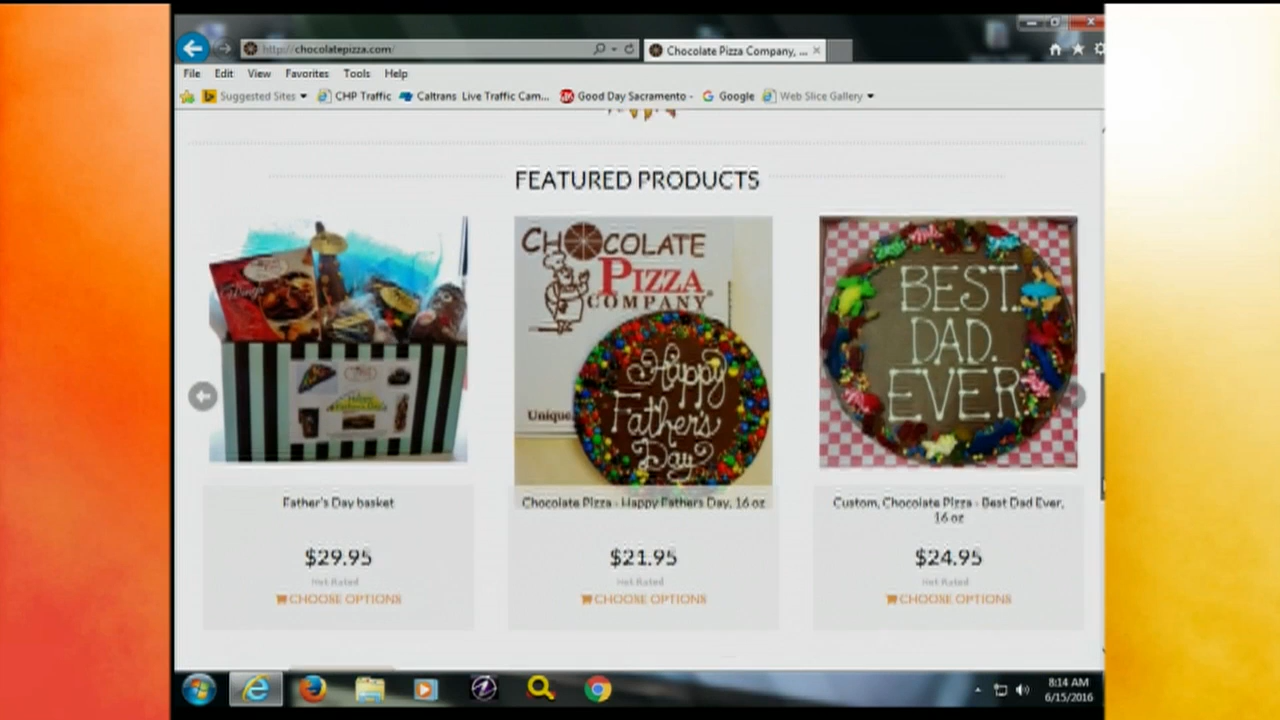 http://chocolatepizza.com/
Chocolate Pizza Company, ...
File Edit View Favorites Tools Help
Suggested Sites
CHP Traffic
Caltrans Live Traffic Cam...
Good Day Sacramento -
Google
Web Slice Gallery
FEATURED PRODUCTS
CHOCOLATE
PIZZA
COMPANY
Unique
Happy
Father's
Day
BEST.
DAD.
EVER
Father's Day basket
$29.95
Not Rated
CHOOSE OPTIONS
Chocolate Pizza - Happy Fathers Day, 16 oz
$21.95
Not Rated
CHOOSE OPTIONS
Custom, Chocolate Pizza - Best Dad Ever,
16 oz
$24.95
Not Rated
CHOOSE OPTIONS
8:14 AM
6/15/2016